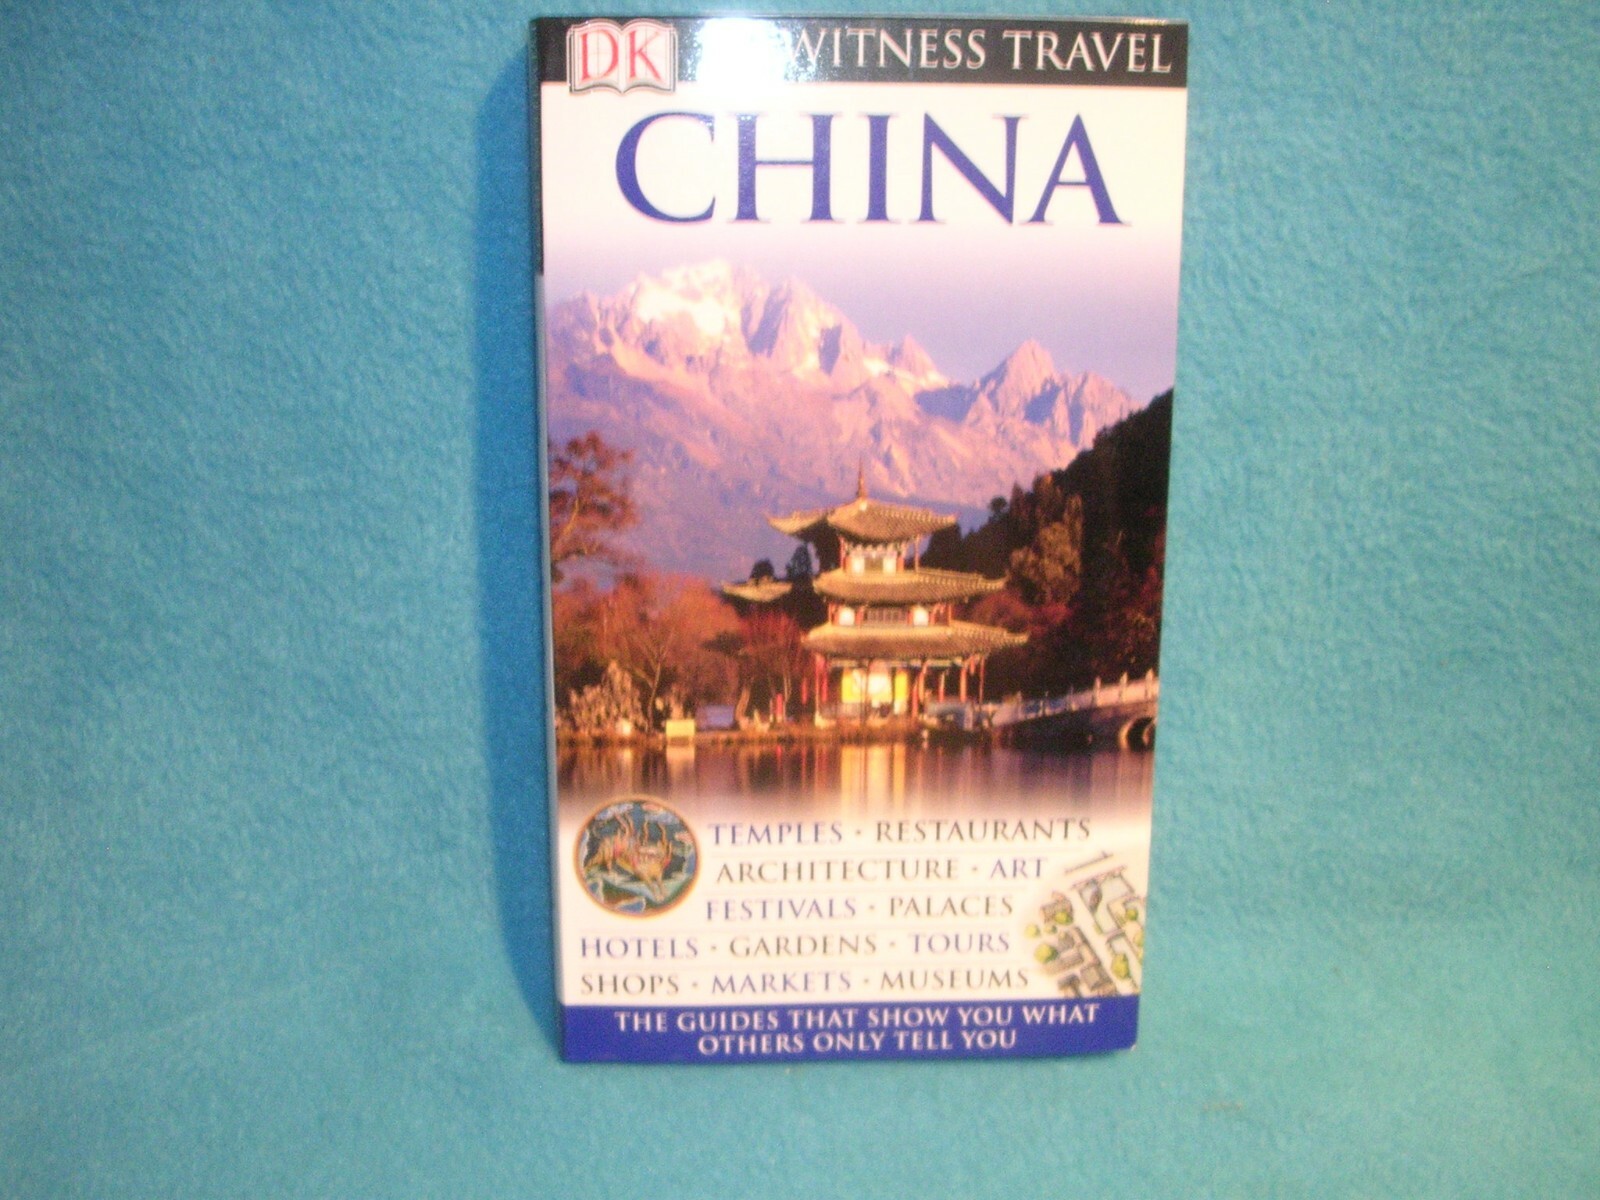 DK WITNESS TRAVEL
CHINA
TEMPLES • RESTAURANTS
ARCHITECTURE • ART
FESTIVALS • PALACES
HOTELS • GARDENS • TOURS
SHOPS • MARKETS • MUSEUMS
THE GUIDES THAT SHOW YOU WHAT
OTHERS ONLY TELL YOU